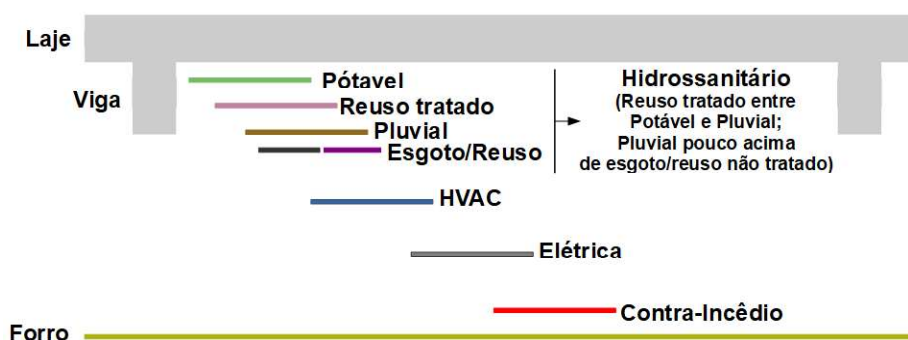 Laje
Viga
Pótavel
Reuso tratado
Pluvial
Esgoto/Reuso
Hidrossanitário
(Reuso tratado entre
Potável e Pluvial;
Pluvial pouco acima
de esgoto/reuso não tratado)
HVAC
Elétrica
Contra-Incêdio
Forro